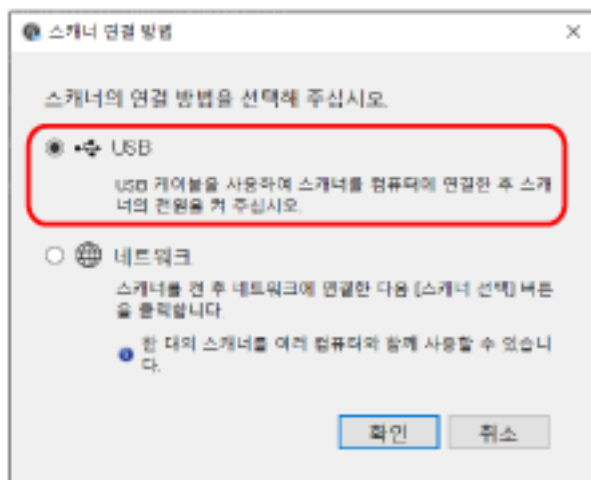 스캐너 연결 방법
스캐너의 연결 방법을 선택해 주십시오.
USB
USB 케이블을 사용하여 스캐너를 컴퓨터에 연결한 후 스캐
너의 전원을 켜 주십시오.
네트워크
스캐너를 켠 후 네트워크에 연결한 다음 [스캐너 선택] 버튼
을 클릭합니다.
한 대의 스캐너를 여러 컴퓨터와 함께 사용할 수 있습니
다.
확인
취소